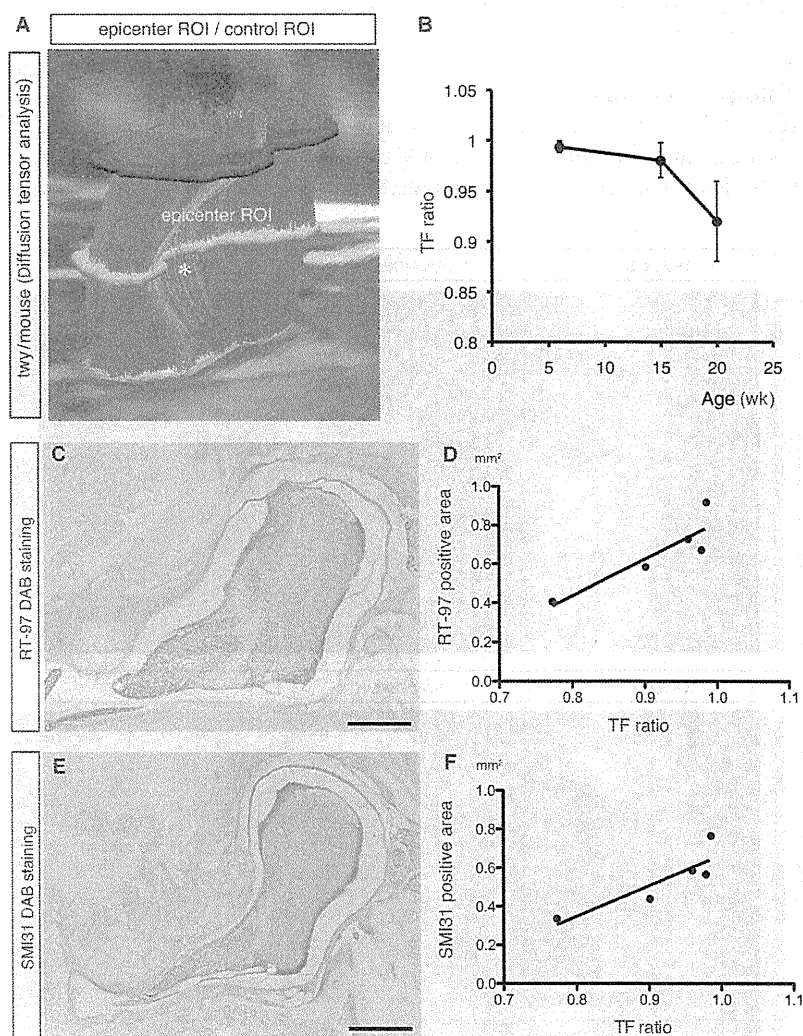 A
epicenter ROI / control ROI
twy/mouse (Diffusion tensor analysis)
epicenter ROI
*
B
TF ratio
1.05
1
0.95
0.9
0.85
0.8
0 5 10 15 20 25
Age (wk)
C
RT-97 DAB staining
D
mm²
RT-97 positive area
1.0
0.8
0.6
0.4
0.2
0.0
0.7 0.8 0.9 1.0 1.1
TF ratio
E
SMI31 DAB staining
F
mm²
SMI31 positive area
1.0
0.8
0.6
0.4
0.2
0.0
0.7 0.8 0.9 1.0 1.1
TF ratio